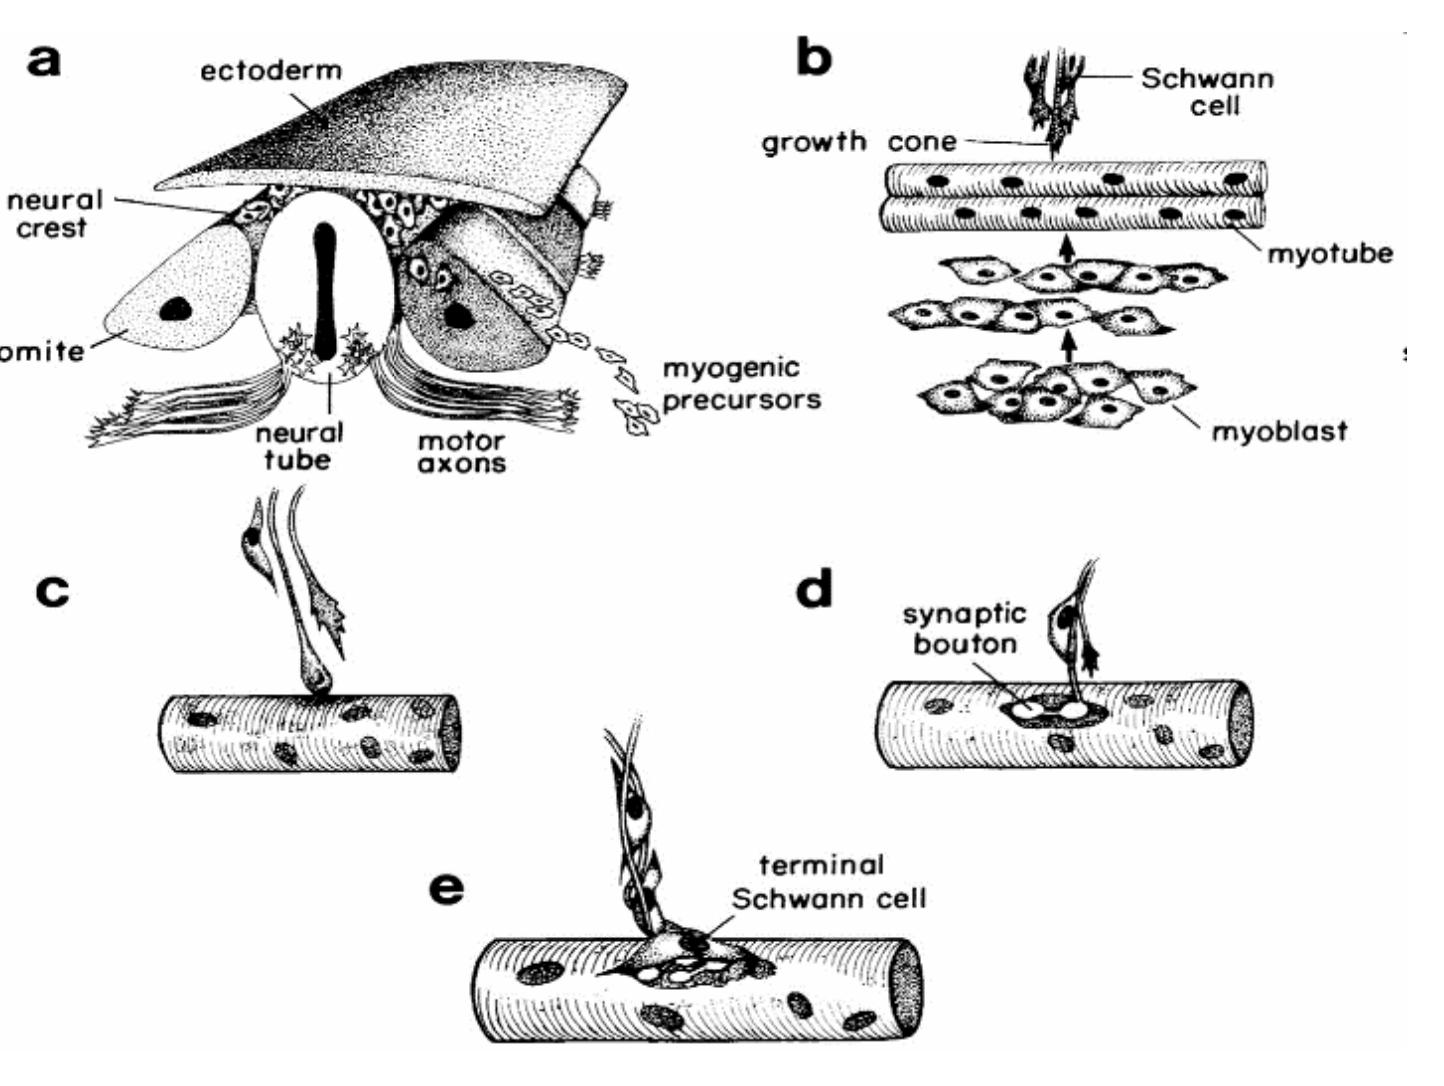 a
ectoderm
neural
crest
omite
neural
tube
motor
axons
myogenic
precursors
b
Schwann
cell
growth cone
myotube
myoblast
c
d
synaptic
bouton
e
terminal
Schwann cell